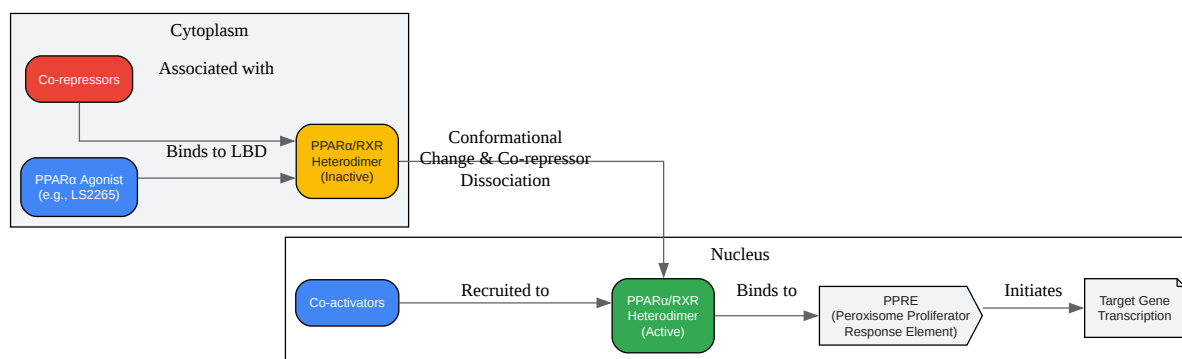 Cytoplasm
Co-repressors
Associated with
Binds to LBD
PPARα Agonist
(e.g., LS2265)
PPARα/RXR
Heterodimer
(Inactive)
Conformational
Change & Co-repressor
Dissociation
Nucleus
Co-activators
Recruited to
PPARα/RXR
Heterodimer
(Active)
Binds to
PPRE
(Peroxisome Proliferator
Response Element)
Initiates
Target Gene
Transcription